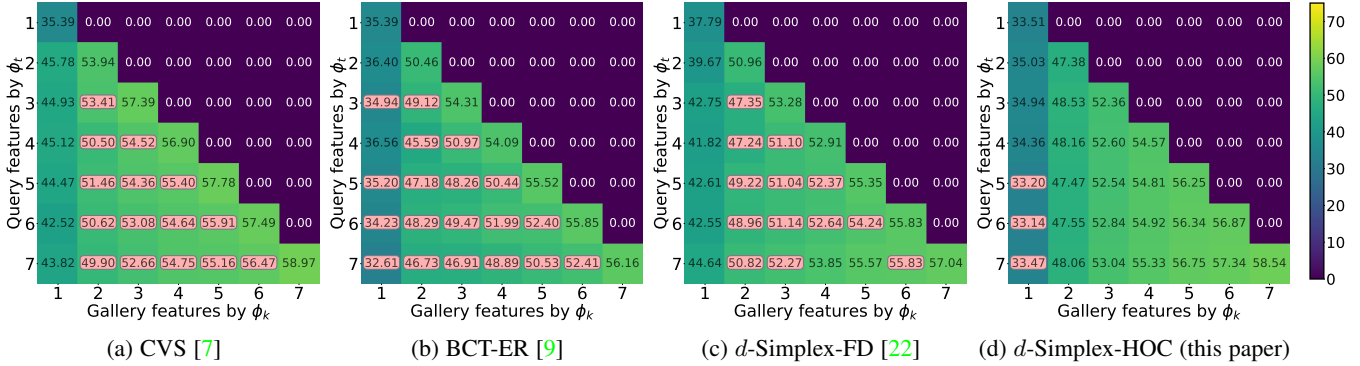 1 35.39 0.00 0.00 0.00 0.00 0.00 0.00
2 45.78 53.94 0.00 0.00 0.00 0.00 0.00
3 44.93 53.41 57.39 0.00 0.00 0.00 0.00
4 45.12 50.50 54.52 56.90 0.00 0.00 0.00
5 44.47 51.46 54.36 55.40 57.78 0.00 0.00
6 42.52 50.62 53.08 54.64 55.91 57.49 0.00
7 43.82 49.90 52.66 54.75 55.16 56.47 58.97
1 2 3 4 5 6 7
Query features by ϕt
Gallery features by ϕk
(a) CVS [7]
1 35.39 0.00 0.00 0.00 0.00 0.00 0.00
2 36.40 50.46 0.00 0.00 0.00 0.00 0.00
3 34.94 49.12 54.31 0.00 0.00 0.00 0.00
4 36.56 45.59 50.97 54.09 0.00 0.00 0.00
5 35.20 47.18 48.26 50.44 55.52 0.00 0.00
6 34.23 48.29 49.47 51.99 52.40 55.85 0.00
7 32.61 46.73 46.91 48.89 50.53 52.41 56.16
1 2 3 4 5 6 7
Query features by ϕt
Gallery features by ϕk
(b) BCT-ER [9]
1 37.79 0.00 0.00 0.00 0.00 0.00 0.00
2 39.67 50.96 0.00 0.00 0.00 0.00 0.00
3 42.75 47.35 53.28 0.00 0.00 0.00 0.00
4 41.82 47.24 51.10 52.91 0.00 0.00 0.00
5 42.61 49.22 51.04 52.37 55.35 0.00 0.00
6 42.55 48.96 51.14 52.64 54.24 55.83 0.00
7 44.64 50.82 52.27 53.85 55.57 55.83 57.04
1 2 3 4 5 6 7
Query features by ϕt
Gallery features by ϕk
(c) d-Simplex-FD [22]
1 33.51 0.00 0.00 0.00 0.00 0.00 0.00
2 35.03 47.38 0.00 0.00 0.00 0.00 0.00
3 34.94 48.53 52.36 0.00 0.00 0.00 0.00
4 34.36 48.16 52.60 54.57 0.00 0.00 0.00
5 33.20 47.47 52.54 54.81 56.25 0.00 0.00
6 33.14 47.55 52.84 54.92 56.34 56.87 0.00
7 33.47 48.06 53.04 55.33 56.75 57.34 58.54
1 2 3 4 5 6 7
Query features by ϕt
Gallery features by ϕk
(d) d-Simplex-HOC (this paper)
70
60
50
40
30
20
10
0